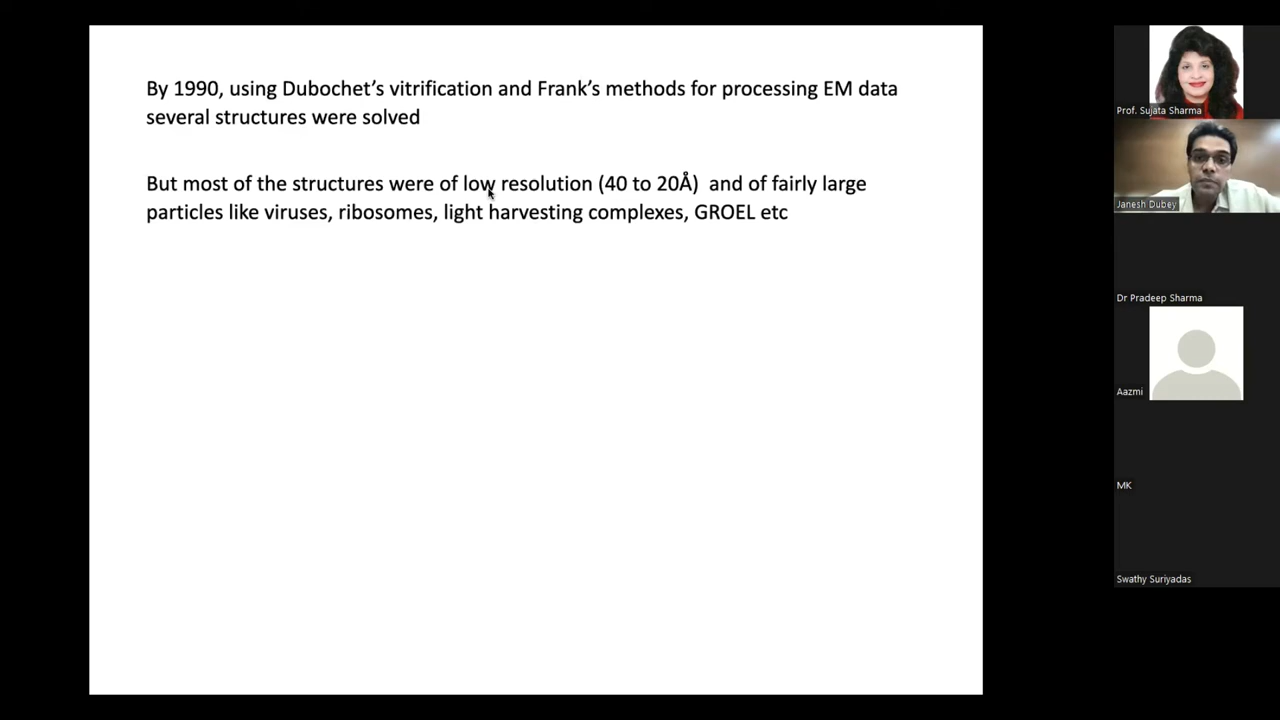 By 1990, using Dubochet’s vitrification and Frank’s methods for processing EM data
several structures were solved
But most of the structures were of low resolution (40 to 20Å) and of fairly large
particles like viruses, ribosomes, light harvesting complexes, GROEL etc
Prof. Sujata Sharma
Janesh Dubey
Dr Pradeep Sharma
Aazmi
MK
Swathy Suriyadas